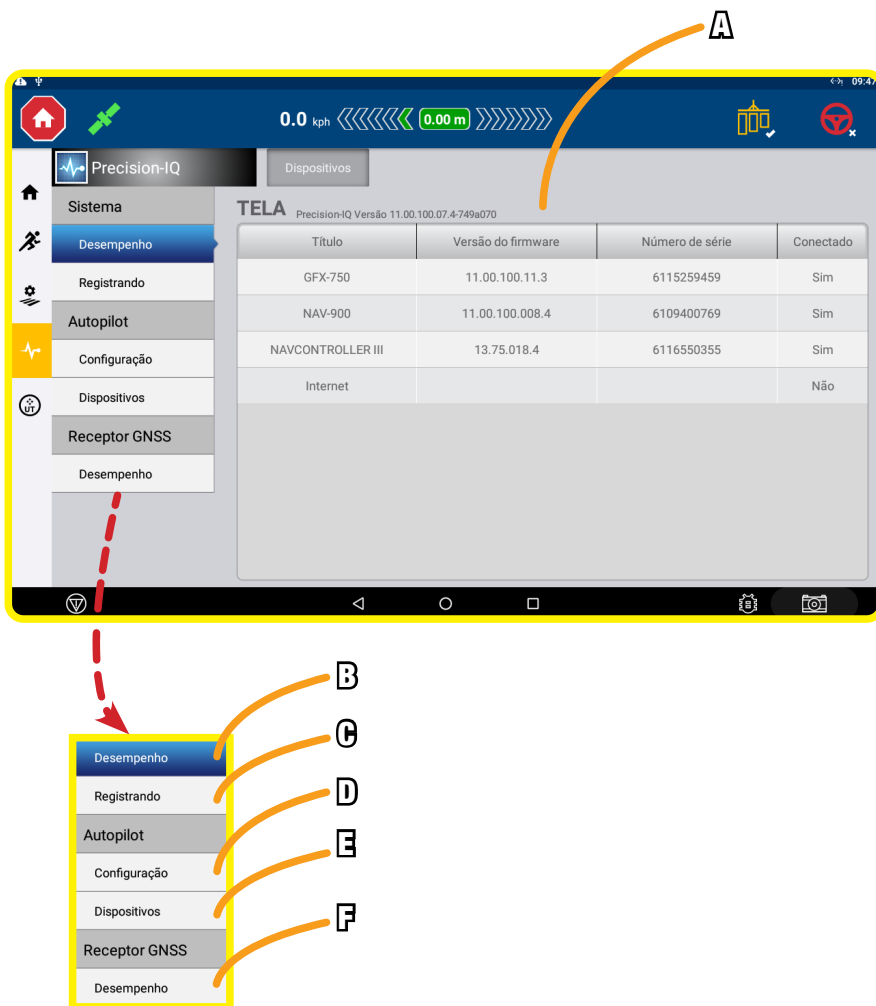 A
09:47
0.0 kph 0.00 m
Precision-IQ Dispositivos
Sistema
Desempenho
Registrando
Autopilot
Configuração
Dispositivos
Receptor GNSS
Desempenho
UT
TELA Precision-IQ Versão 11.00.100.07.4-749a070
Título Versão do firmware Número de série Conectado
GFX-750 11.00.100.11.3 6115259459 Sim
NAV-900 11.00.100.008.4 6109400769 Sim
NAVCONTROLLER III 13.75.018.4 6116550355 Sim
Internet Não
B
Desempenho
C
Registrando
D
Autopilot
E
Configuração
Dispositivos
F
Receptor GNSS
Desempenho